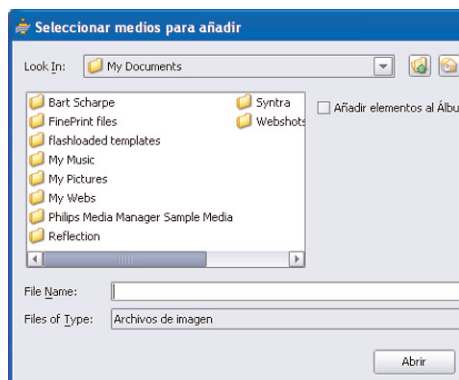 Seleccionar medios para añadir
Look In: My Documents
Bart Scharpe
FinePrint files
flashloaded templates
My Music
My Pictures
My Webs
Philips Media Manager Sample Media
Reflection
Syntra
Webshots
Añadir elementos al Álbu
File Name:
Files of Type: Archivos de imagen
Abrir